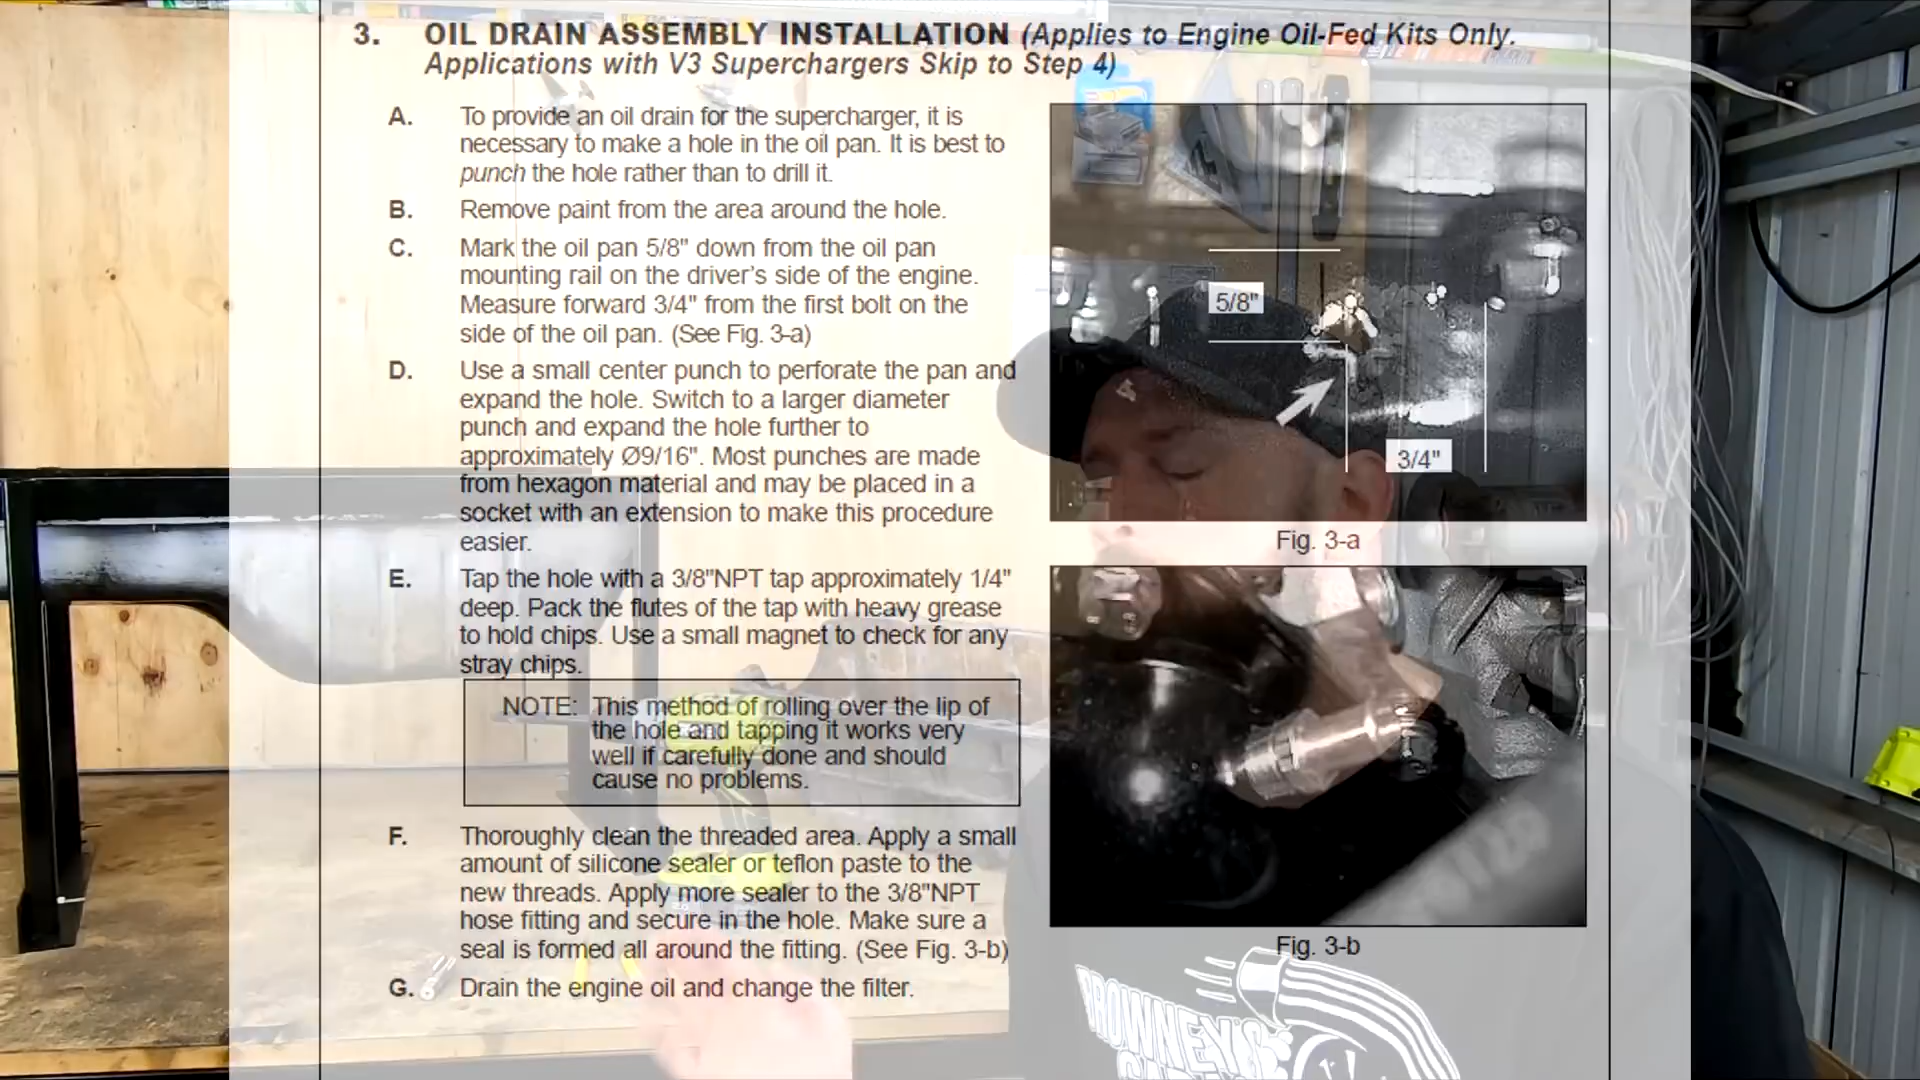 3. OIL DRAIN ASSEMBLY INSTALLATION (Applies to Engine Oil-Fed Kits Only.
Applications with V3 Superchargers Skip to Step 4)
A. To provide an oil drain for the supercharger, it is
necessary to make a hole in the oil pan. It is best to
punch the hole rather than to drill it.
B. Remove paint from the area around the hole.
C. Mark the oil pan 5/8" down from the oil pan
mounting rail on the driver's side of the engine.
Measure forward 3/4" from the first bolt on the
side of the oil pan. (See Fig. 3-a)
D. Use a small center punch to perforate the pan and
expand the hole. Switch to a larger diameter
punch and expand the hole further to
approximately Ø9/16". Most punches are made
from hexagon material and may be placed in a
socket with an extension to make this procedure
easier.
E. Tap the hole with a 3/8"NPT tap approximately 1/4"
deep. Pack the flutes of the tap with heavy grease
to hold chips. Use a small magnet to check for any
stray chips.
NOTE: This method of rolling over the lip of
the hole and tapping it works very
well if carefully done and should
cause no problems.
F. Thoroughly clean the threaded area. Apply a small
amount of silicone sealer or teflon paste to the
new threads. Apply more sealer to the 3/8"NPT
hose fitting and secure in the hole. Make sure a
seal is formed all around the fitting. (See Fig. 3-b)
G. Drain the engine oil and change the filter.
5/8"
3/4"
Fig. 3-a
Fig. 3-b